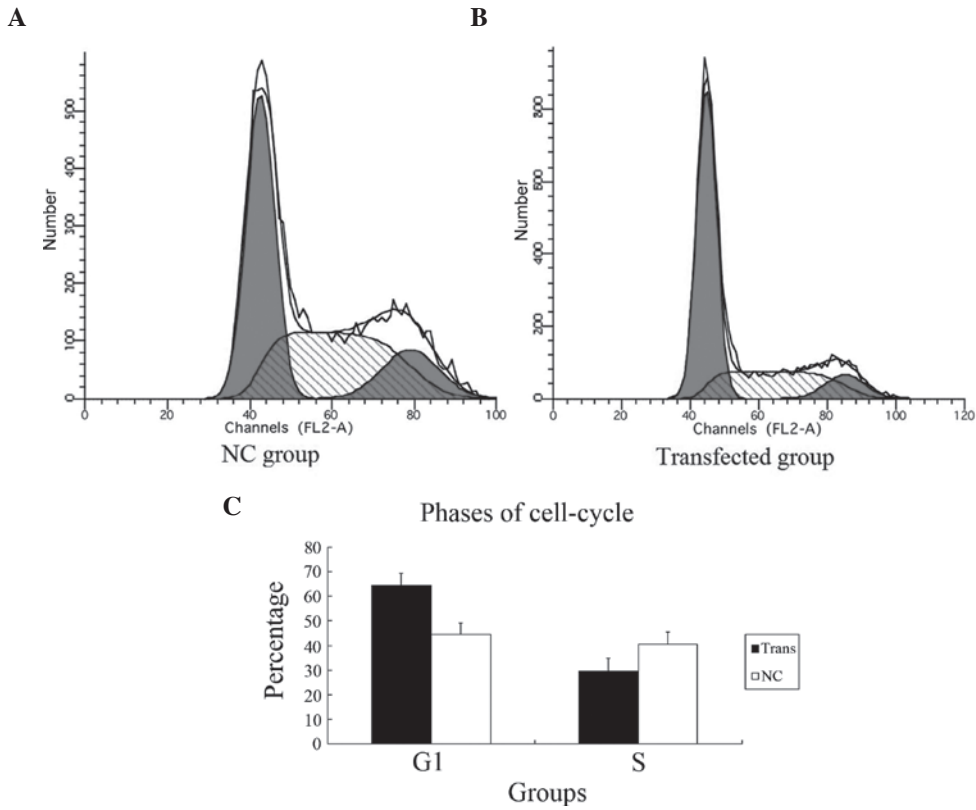 A
B
Number
0
100
200
300
400
500
0
20
40
60
80
100
Channels (FL2-A)
NC group
Number
0
200
400
600
800
0
20
40
60
80
100
120
Channels (FL2-A)
Transfected group
C
Phases of cell-cycle
Percentage
80
70
60
50
40
30
20
10
0
G1
S
Groups
Trans
NC